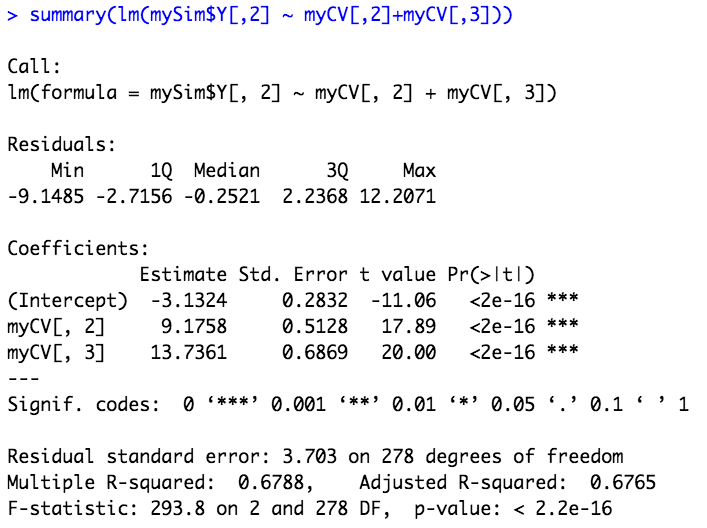 > summary(lm(mySim$Y[,2] ~ myCV[,2]+myCV[,3]))
Call:
lm(formula = mySim$Y[, 2] ~ myCV[, 2] + myCV[, 3])
Residuals:
    Min      1Q  Median      3Q     Max
-9.1485 -2.7156 -0.2521  2.2368 12.2071
Coefficients:
            Estimate Std. Error t value Pr(>|t|)
(Intercept)  -3.1324     0.2832  -11.06   <2e-16 ***
myCV[, 2]     9.1758     0.5128   17.89   <2e-16 ***
myCV[, 3]    13.7361     0.6869   20.00   <2e-16 ***
---
Signif. codes:  0 ‘***’ 0.001 ‘**’ 0.01 ‘*’ 0.05 ‘.’ 0.1 ‘ ’ 1
Residual standard error: 3.703 on 278 degrees of freedom
Multiple R-squared:  0.6788,    Adjusted R-squared:  0.6765
F-statistic: 293.8 on 2 and 278 DF,  p-value: < 2.2e-16